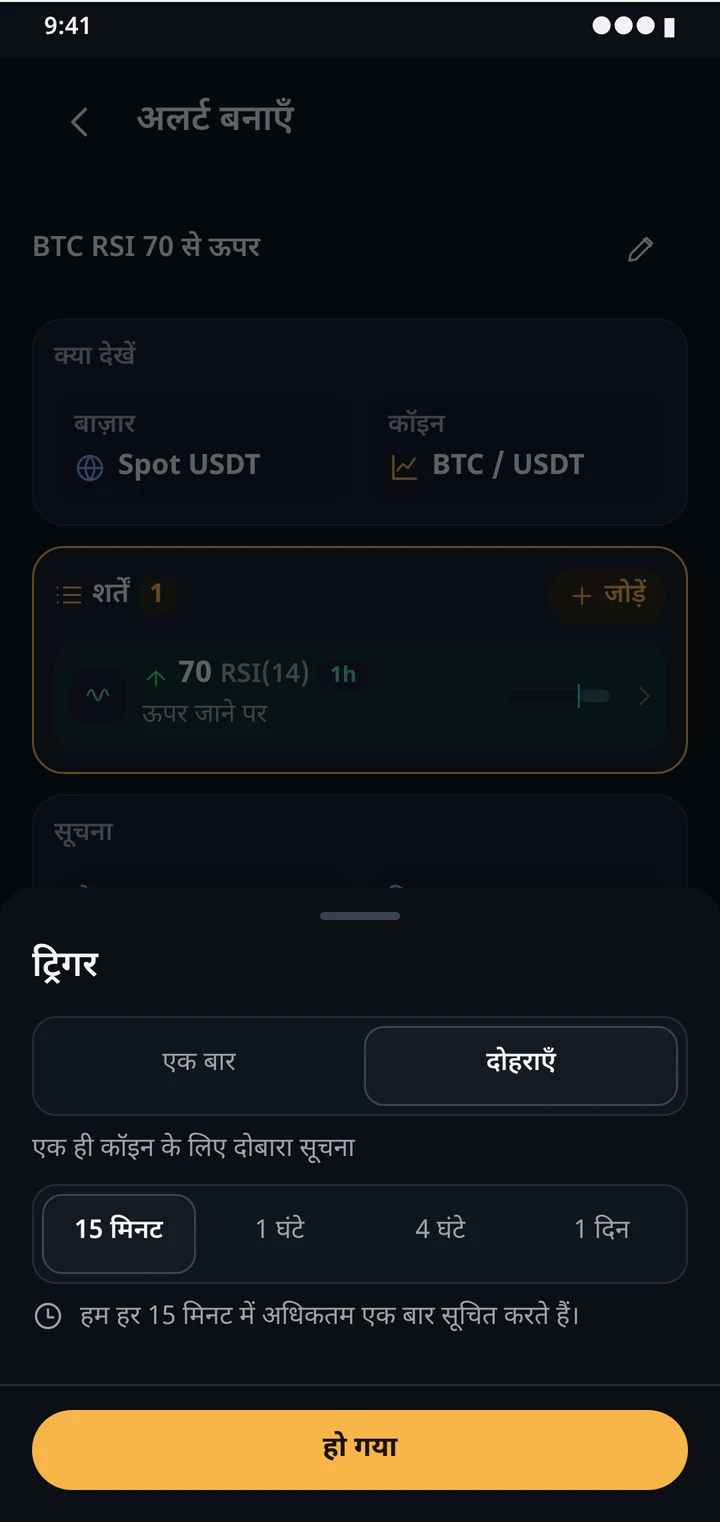 9:41
अलर्ट बनाएँ
BTC RSI 70 से ऊपर
क्या देखें
बाज़ार
कॉइन
Spot USDT
BTC / USDT
शर्तें 1
+ जोड़ें
70 RSI(14) 1h
ऊपर जाने पर
सूचना
ट्रिगर
एक बार
दोहराएँ
एक ही कॉइन के लिए दोबारा सूचना
15 मिनट
1 घंटे
4 घंटे
1 दिन
हम हर 15 मिनट में अधिकतम एक बार सूचित करते हैं।
हो गया